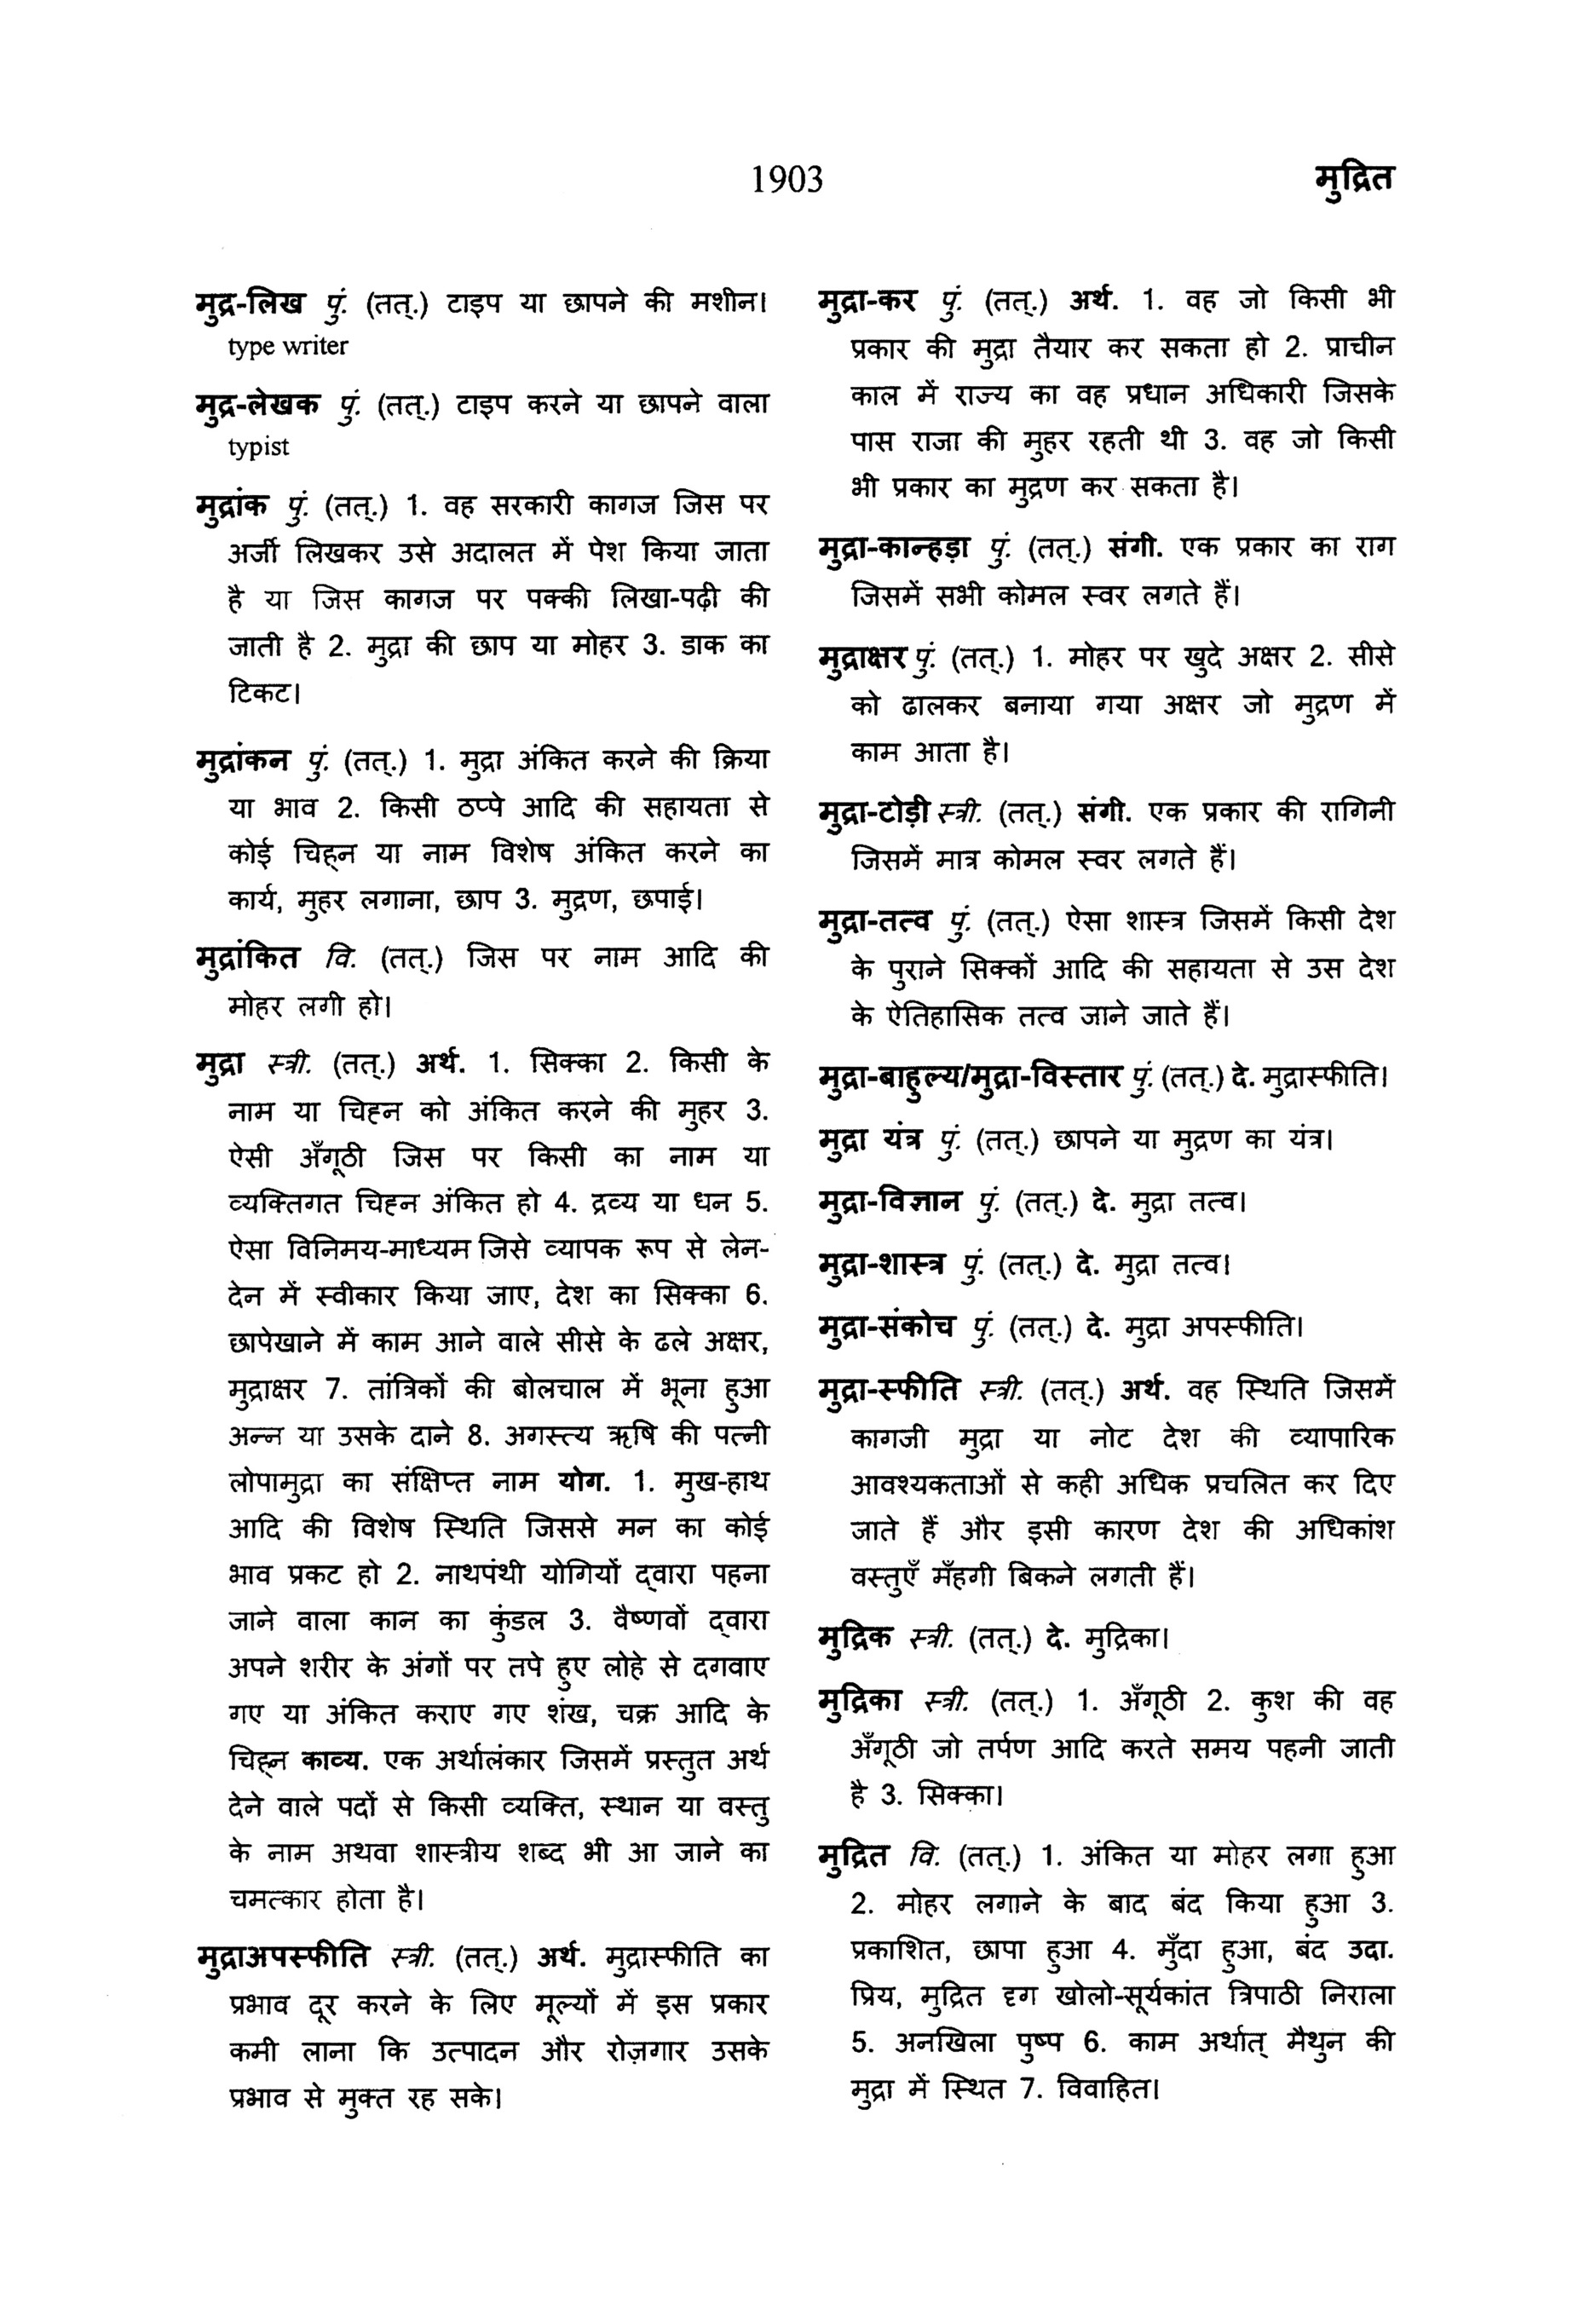 1903
मुद्रित
मुद्र-लिख पुं. (तत्.) टाइप या छापने की मशीन।
type writer
मुद्र-लेखक पुं. (तत्.) टाइप करने या छापने वाला
typist
मुद्रांक पुं. (तत्.) 1. वह सरकारी कागज जिस पर
अर्जी लिखकर उसे अदालत में पेश किया जाता
है या जिस कागज पर पक्की लिखा-पढ़ी की
जाती है 2. मुद्रा की छाप या मोहर 3. डाक का
टिकट।
मुद्रांकन पुं. (तत्.) 1. मुद्रा अंकित करने की क्रिया
या भाव 2. किसी ठप्पे आदि की सहायता से
कोई चिह्न या नाम विशेष अंकित करने का
कार्य, मुहर लगाना, छाप 3. मुद्रण, छपाई।
मुद्रांकित वि. (तत्.) जिस पर नाम आदि की
मोहर लगी हो।
मुद्रा स्त्री. (तत्.) अर्थ. 1. सिक्का 2. किसी के
नाम या चिह्न को अंकित करने की मुहर 3.
ऐसी अँगूठी जिस पर किसी का नाम या
व्यक्तिगत चिह्न अंकित हो 4. द्रव्य या धन 5.
ऐसा विनिमय-माध्यम जिसे व्यापक रूप से लेन-
देन में स्वीकार किया जाए, देश का सिक्का 6.
छापेखाने में काम आने वाले सीसे के ढले अक्षर,
मुद्राक्षर 7. तांत्रिकों की बोलचाल में भूना हुआ
अन्न या उसके दाने 8. अगस्त्य ऋषि की पत्नी
लोपामुद्रा का संक्षिप्त नाम योग. 1. मुख-हाथ
आदि की विशेष स्थिति जिससे मन का कोई
भाव प्रकट हो 2. नाथपंथी योगियों द्वारा पहना
जाने वाला कान का कुंडल 3. वैष्णवों द्वारा
अपने शरीर के अंगों पर तपे हुए लोहे से दगवाए
गए या अंकित कराए गए शंख, चक्र आदि के
चिह्न काव्य. एक अर्थालंकार जिसमें प्रस्तुत अर्थ
देने वाले पदों से किसी व्यक्ति, स्थान या वस्तु
के नाम अथवा शास्त्रीय शब्द भी आ जाने का
चमत्कार होता है।
मुद्राअपस्फीति स्त्री. (तत्.) अर्थ. मुद्रास्फीति का
प्रभाव दूर करने के लिए मूल्यों में इस प्रकार
कमी लाना कि उत्पादन और रोज़गार उसके
प्रभाव से मुक्त रह सके।
मुद्रा-कर पुं. (तत्.) अर्थ. 1. वह जो किसी भी
प्रकार की मुद्रा तैयार कर सकता हो 2. प्राचीन
काल में राज्य का वह प्रधान अधिकारी जिसके
पास राजा की मुहर रहती थी 3. वह जो किसी
भी प्रकार का मुद्रण कर सकता है।
मुद्रा-कान्हड़ा पुं. (तत्.) संगी. एक प्रकार का राग
जिसमें सभी कोमल स्वर लगते हैं।
मुद्राक्षर पुं. (तत्.) 1. मोहर पर खुदे अक्षर 2. सीसे
को ढालकर बनाया गया अक्षर जो मुद्रण में
काम आता है।
मुद्रा-टोड़ी स्त्री. (तत्.) संगी. एक प्रकार की रागिनी
जिसमें मात्र कोमल स्वर लगते हैं।
मुद्रा-तत्व पुं. (तत्.) ऐसा शास्त्र जिसमें किसी देश
के पुराने सिक्कों आदि की सहायता से उस देश
के ऐतिहासिक तत्व जाने जाते हैं।
मुद्रा-बाहुल्य/मुद्रा-विस्तार पुं. (तत्.) दे. मुद्रास्फीति।
मुद्रा यंत्र पुं. (तत्.) छापने या मुद्रण का यंत्र।
मुद्रा-विज्ञान पुं. (तत्.) दे. मुद्रा तत्व।
मुद्रा-शास्त्र पुं. (तत्.) दे. मुद्रा तत्व।
मुद्रा-संकोच पुं. (तत्.) दे. मुद्रा अपस्फीति।
मुद्रा-स्फीति स्त्री. (तत्.) अर्थ. वह स्थिति जिसमें
कागजी मुद्रा या नोट देश की व्यापारिक
आवश्यकताओं से कही अधिक प्रचलित कर दिए
जाते हैं और इसी कारण देश की अधिकांश
वस्तुएँ मँहगी बिकने लगती हैं।
मुद्रिक स्त्री. (तत्.) दे. मुद्रिका।
मुद्रिका स्त्री. (तत्.) 1. अँगूठी 2. कुश की वह
अँगूठी जो तर्पण आदि करते समय पहनी जाती
है 3. सिक्का।
मुद्रित वि. (तत्.) 1. अंकित या मोहर लगा हुआ
2. मोहर लगाने के बाद बंद किया हुआ 3.
प्रकाशित, छापा हुआ 4. मुँदा हुआ, बंद उदा.
प्रिय, मुद्रित दृग खोलो-सूर्यकांत त्रिपाठी निराला
5. अनखिला पुष्प 6. काम अर्थात् मैथुन की
मुद्रा में स्थित 7. विवाहित।